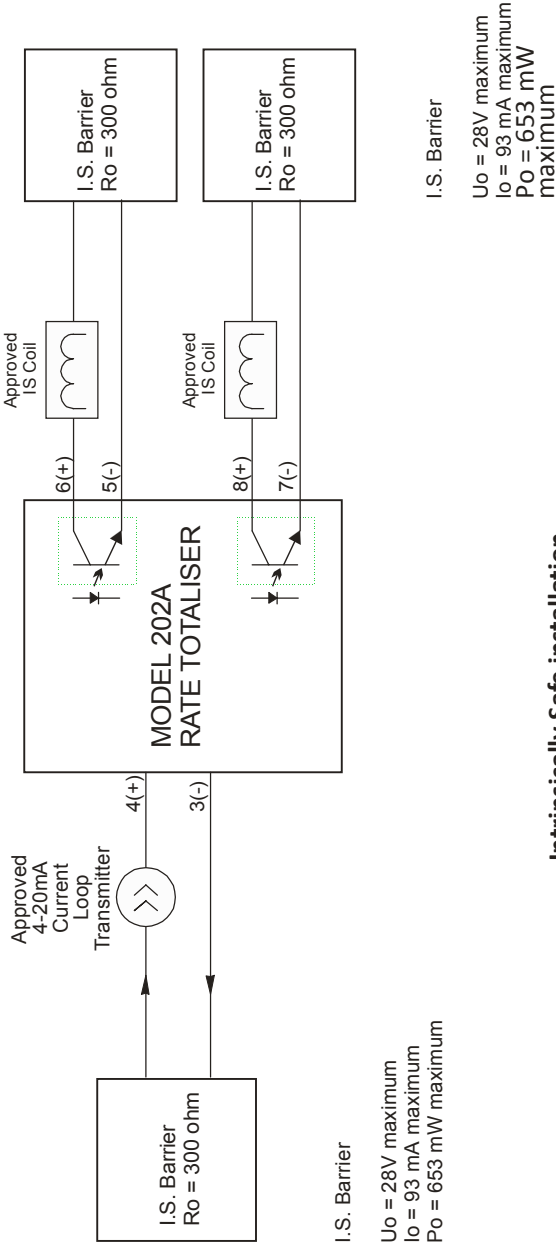 Approved
4-20mA
Current
Loop
Transmitter
I.S. Barrier
Ro = 300 ohm
4(+)
3(-)
MODEL 202A
RATE TOTALISER
6(+)
5(-)
8(+)
7(-)
Approved
IS Coil
Approved
IS Coil
I.S. Barrier
Ro = 300 ohm
I.S. Barrier
Ro = 300 ohm
I.S. Barrier
Uo = 28V maximum
Io = 93 mA maximum
Po = 653 mW maximum
I.S. Barrier
Uo = 28V maximum
Io = 93 mA maximum
Po = 653 mW
maximum
Intrinsically Safe installation